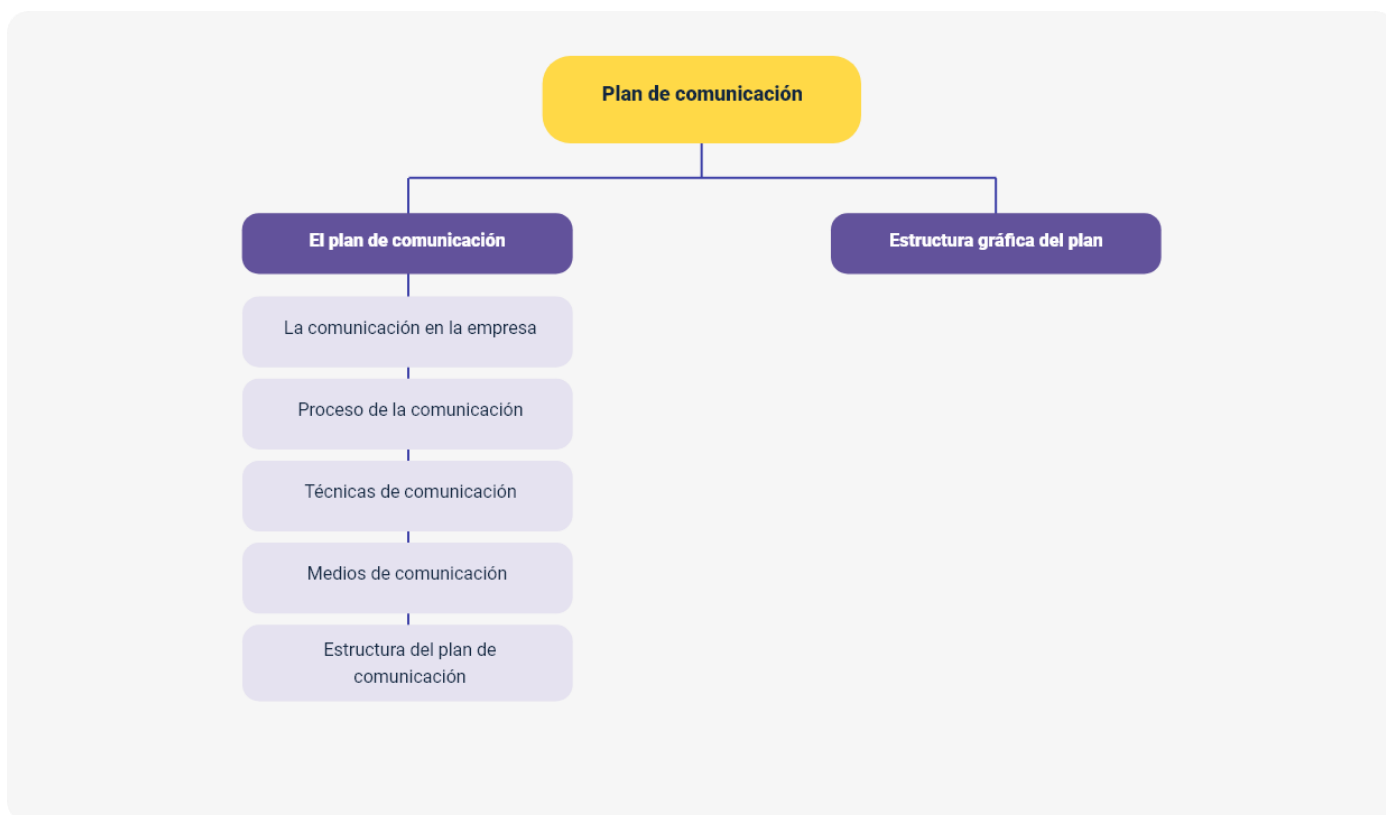 Plan de comunicación
El plan de comunicación
Estructura gráfica del plan
La comunicación en la empresa
Proceso de la comunicación
Técnicas de comunicación
Medios de comunicación
Estructura del plan de
comunicación